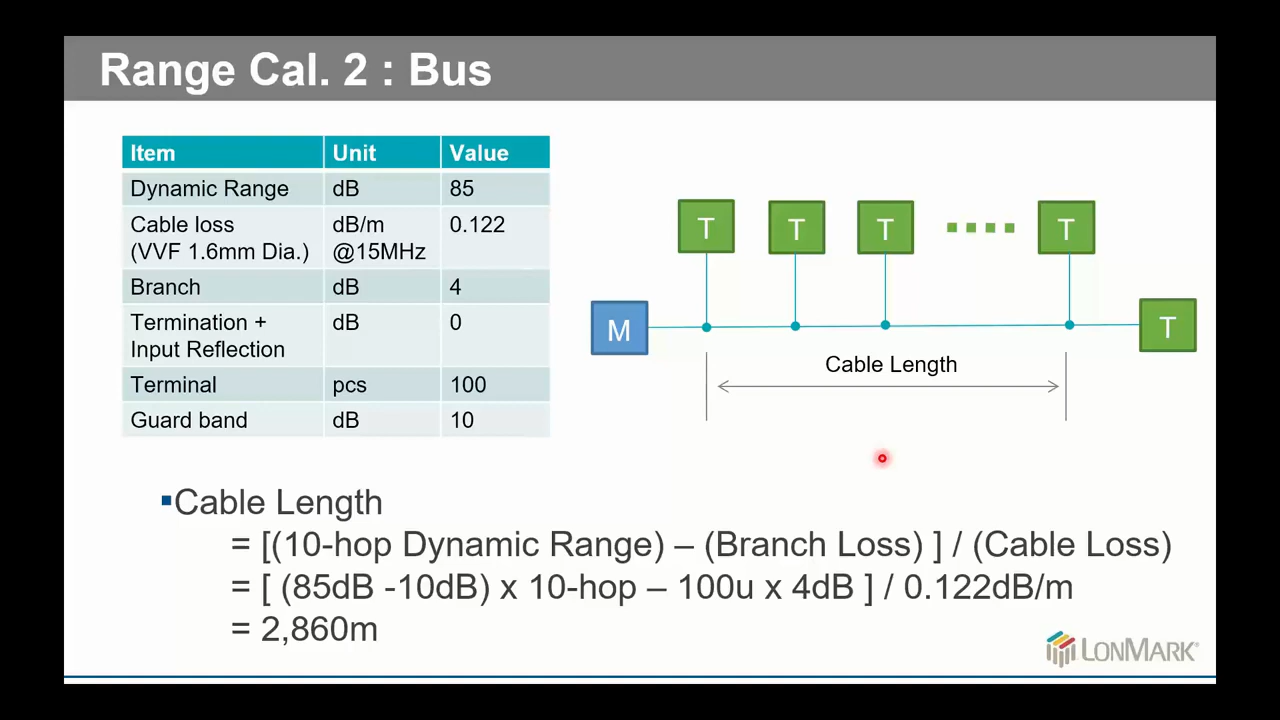 Range Cal. 2 : Bus
Item Unit Value
Dynamic Range dB 85
Cable loss dB/m 0.122
(VVF 1.6mm Dia.) @15MHz
Branch dB 4
Termination + dB 0
Input Reflection
Terminal pcs 100
Guard band dB 10
T T T T
M T
Cable Length
Cable Length
= [(10-hop Dynamic Range) – (Branch Loss) ] / (Cable Loss)
= [ (85dB -10dB) x 10-hop – 100u x 4dB ] / 0.122dB/m
= 2,860m
LONMARK®